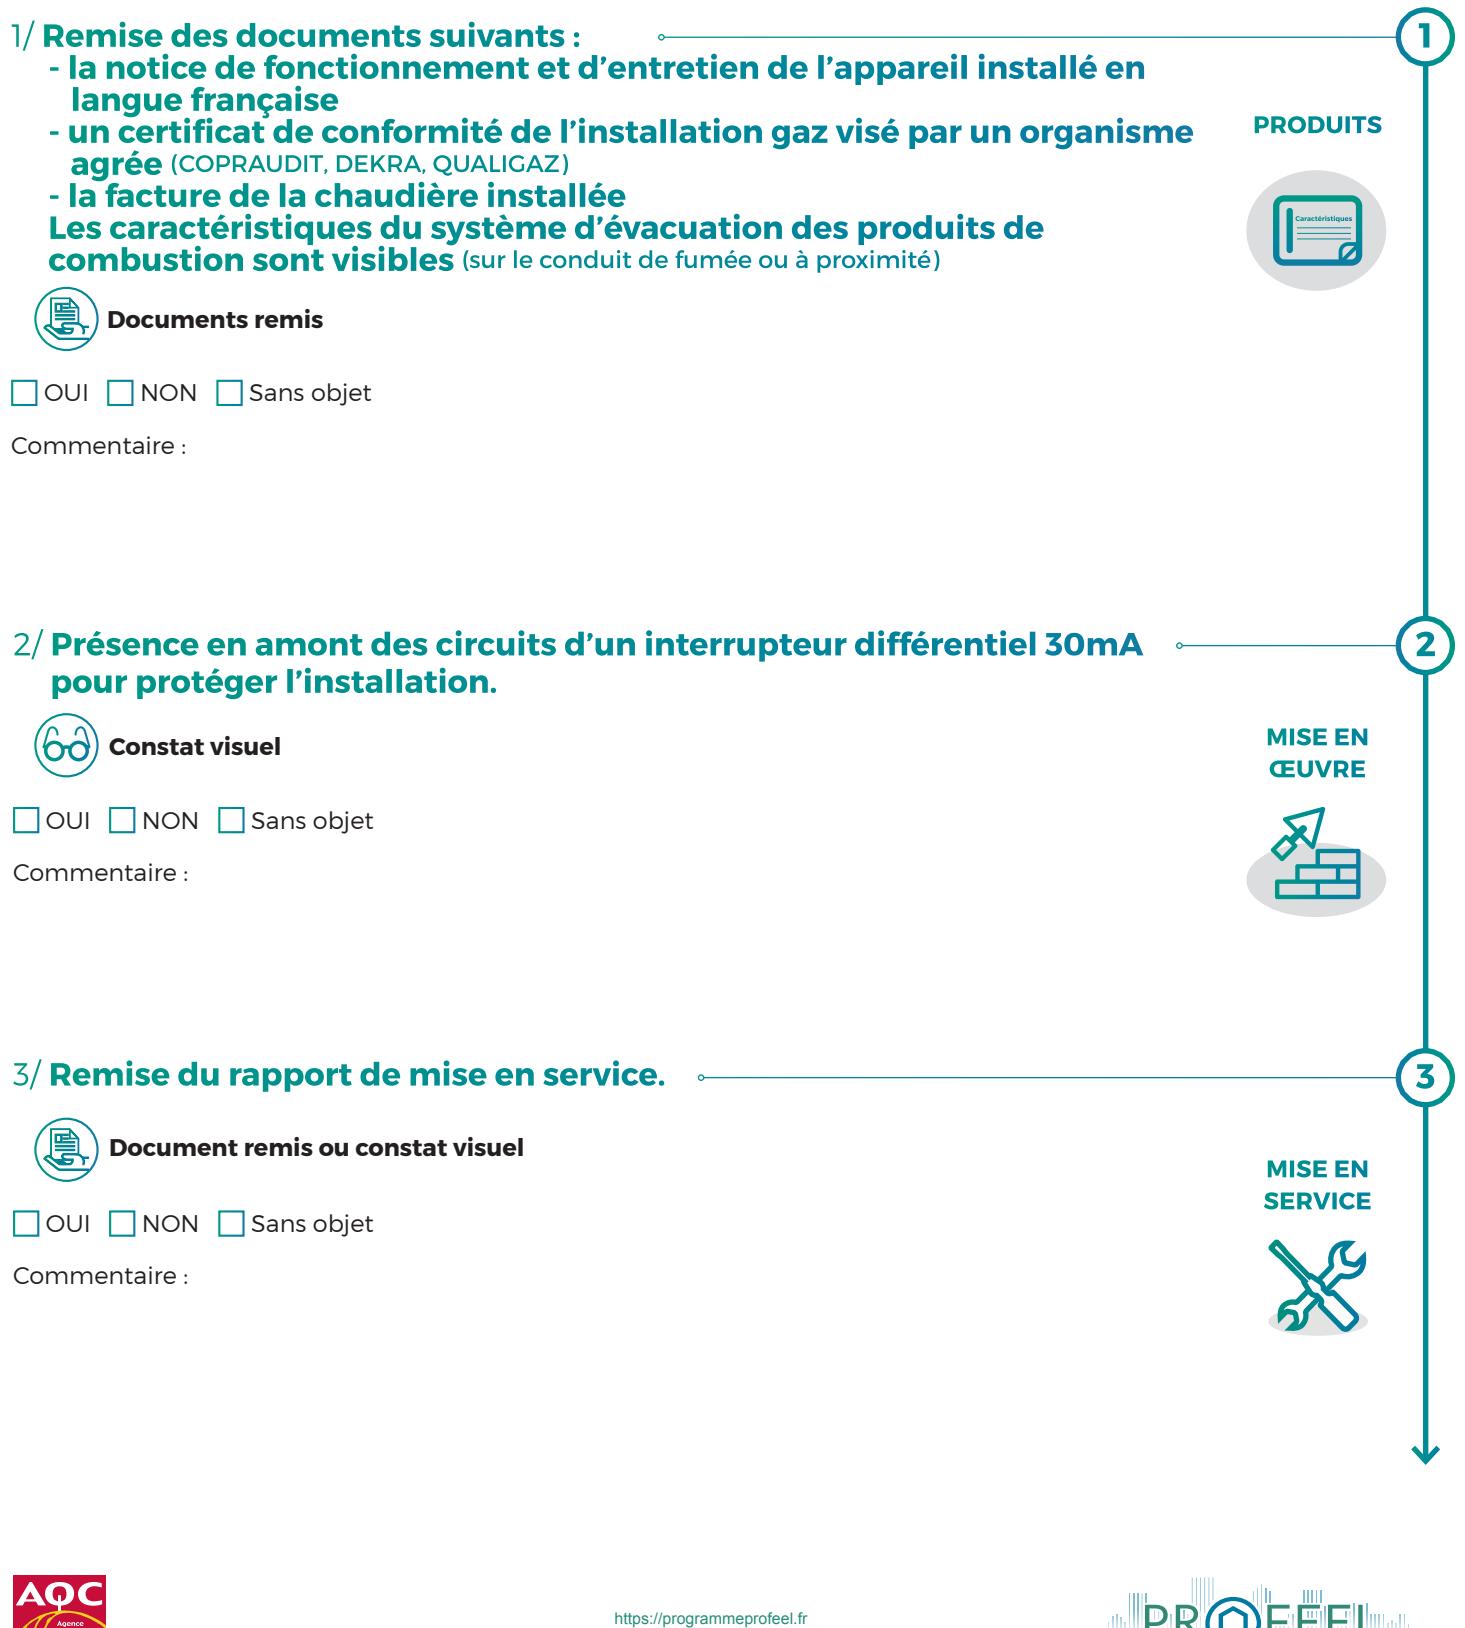 1/ Remise des documents suivants :
- la notice de fonctionnement et d’entretien de l’appareil installé en
langue française
- un certificat de conformité de l’installation gaz visé par un organisme
agrée (COPRAUDIT, DEKRA, QUALIGAZ)
- la facture de la chaudière installée
Les caractéristiques du système d’évacuation des produits de
combustion sont visibles (sur le conduit de fumée ou à proximité)
1
PRODUITS
Caractéristiques
Documents remis
OUI NON Sans objet
Commentaire :
2/ Présence en amont des circuits d’un interrupteur différentiel 30mA
pour protéger l’installation.
2
MISE EN
ŒUVRE
Constat visuel
OUI NON Sans objet
Commentaire :
3/ Remise du rapport de mise en service.
3
MISE EN
SERVICE
Document remis ou constat visuel
OUI NON Sans objet
Commentaire :
AQC
Agence
https://programmeprofeel.fr
PROFEEL